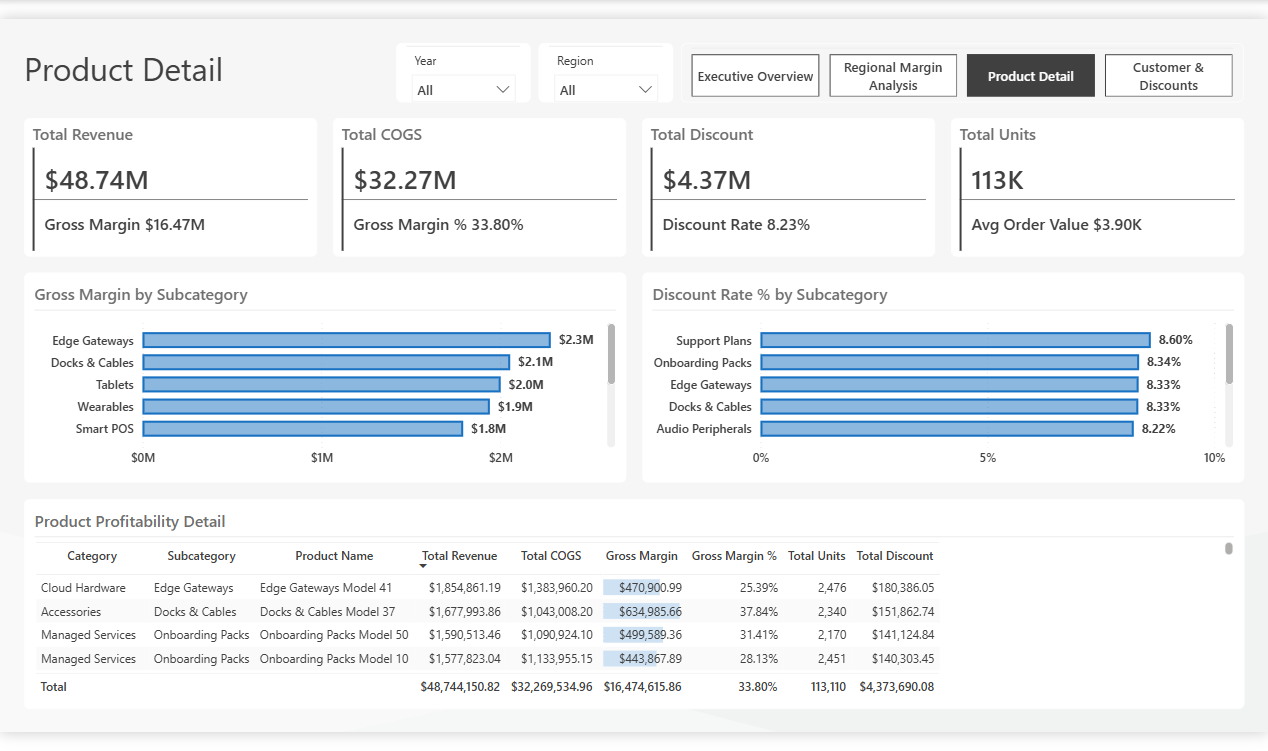 Product Detail
Year
All
Region
All
Executive Overview
Regional Margin
Analysis
Product Detail
Customer &
Discounts
Total Revenue
$48.74M
Gross Margin $16.47M
Total COGS
$32.27M
Gross Margin % 33.80%
Total Discount
$4.37M
Discount Rate 8.23%
Total Units
113K
Avg Order Value $3.90K
Gross Margin by Subcategory
Edge Gateways $2.3M
Docks & Cables $2.1M
Tablets $2.0M
Wearables $1.9M
Smart POS $1.8M
$0M $1M $2M
Discount Rate % by Subcategory
Support Plans 8.60%
Onboarding Packs 8.34%
Edge Gateways 8.33%
Docks & Cables 8.33%
Audio Peripherals 8.22%
0% 5% 10%
Product Profitability Detail
Category Subcategory Product Name Total Revenue Total COGS Gross Margin Gross Margin % Total Units Total Discount
Cloud Hardware Edge Gateways Edge Gateways Model 41 $1,854,861.19 $1,383,960.20 $470,900.99 25.39% 2,476 $180,386.05
Accessories Docks & Cables Docks & Cables Model 37 $1,677,993.86 $1,043,008.20 $634,985.66 37.84% 2,340 $151,862.74
Managed Services Onboarding Packs Onboarding Packs Model 50 $1,590,513.46 $1,090,924.10 $499,589.36 31.41% 2,170 $141,124.84
Managed Services Onboarding Packs Onboarding Packs Model 10 $1,577,823.04 $1,133,955.15 $443,867.89 28.13% 2,451 $140,303.45
Total $48,744,150.82 $32,269,534.96 $16,474,615.86 33.80% 113,110 $4,373,690.08